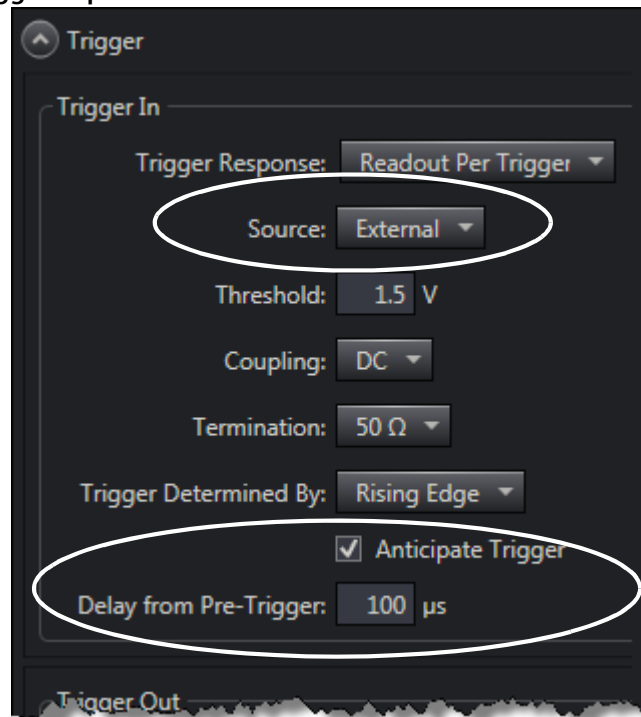 Trigger
Trigger In
Trigger Response: Readout Per Trigger
Source: External
Threshold: 1.5 V
Coupling: DC
Termination: 50 Ω
Trigger Determined By: Rising Edge
Anticipate Trigger
Delay from Pre-Trigger: 100 µs
Trigger Out